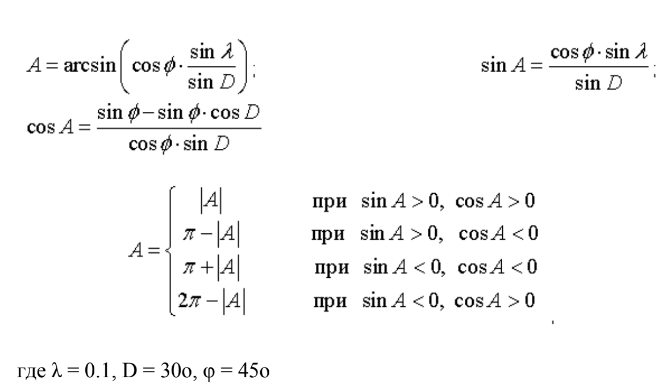 A = arcsin(cos ϕ · sin λ / sin D);
sin A = cos ϕ · sin λ / sin D;
cos A = sin ϕ − sin ϕ · cos D / cos ϕ · sin D
A = { |A| при sin A > 0, cos A > 0
π − |A| при sin A > 0, cos A < 0
π + |A| при sin A < 0, cos A < 0
2π − |A| при sin A < 0, cos A > 0 ,
где λ = 0.1, D = 30о, φ = 45о